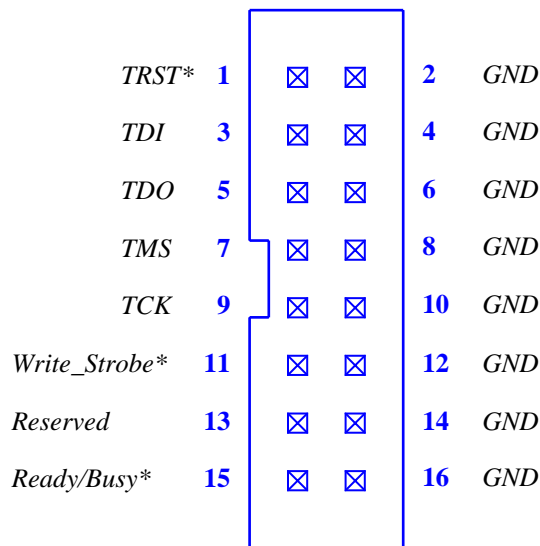 TRST* 1 2 GND
TDI 3 4 GND
TDO 5 6 GND
TMS 7 8 GND
TCK 9 10 GND
Write_Strobe* 11 12 GND
Reserved 13 14 GND
Ready/Busy* 15 16 GND